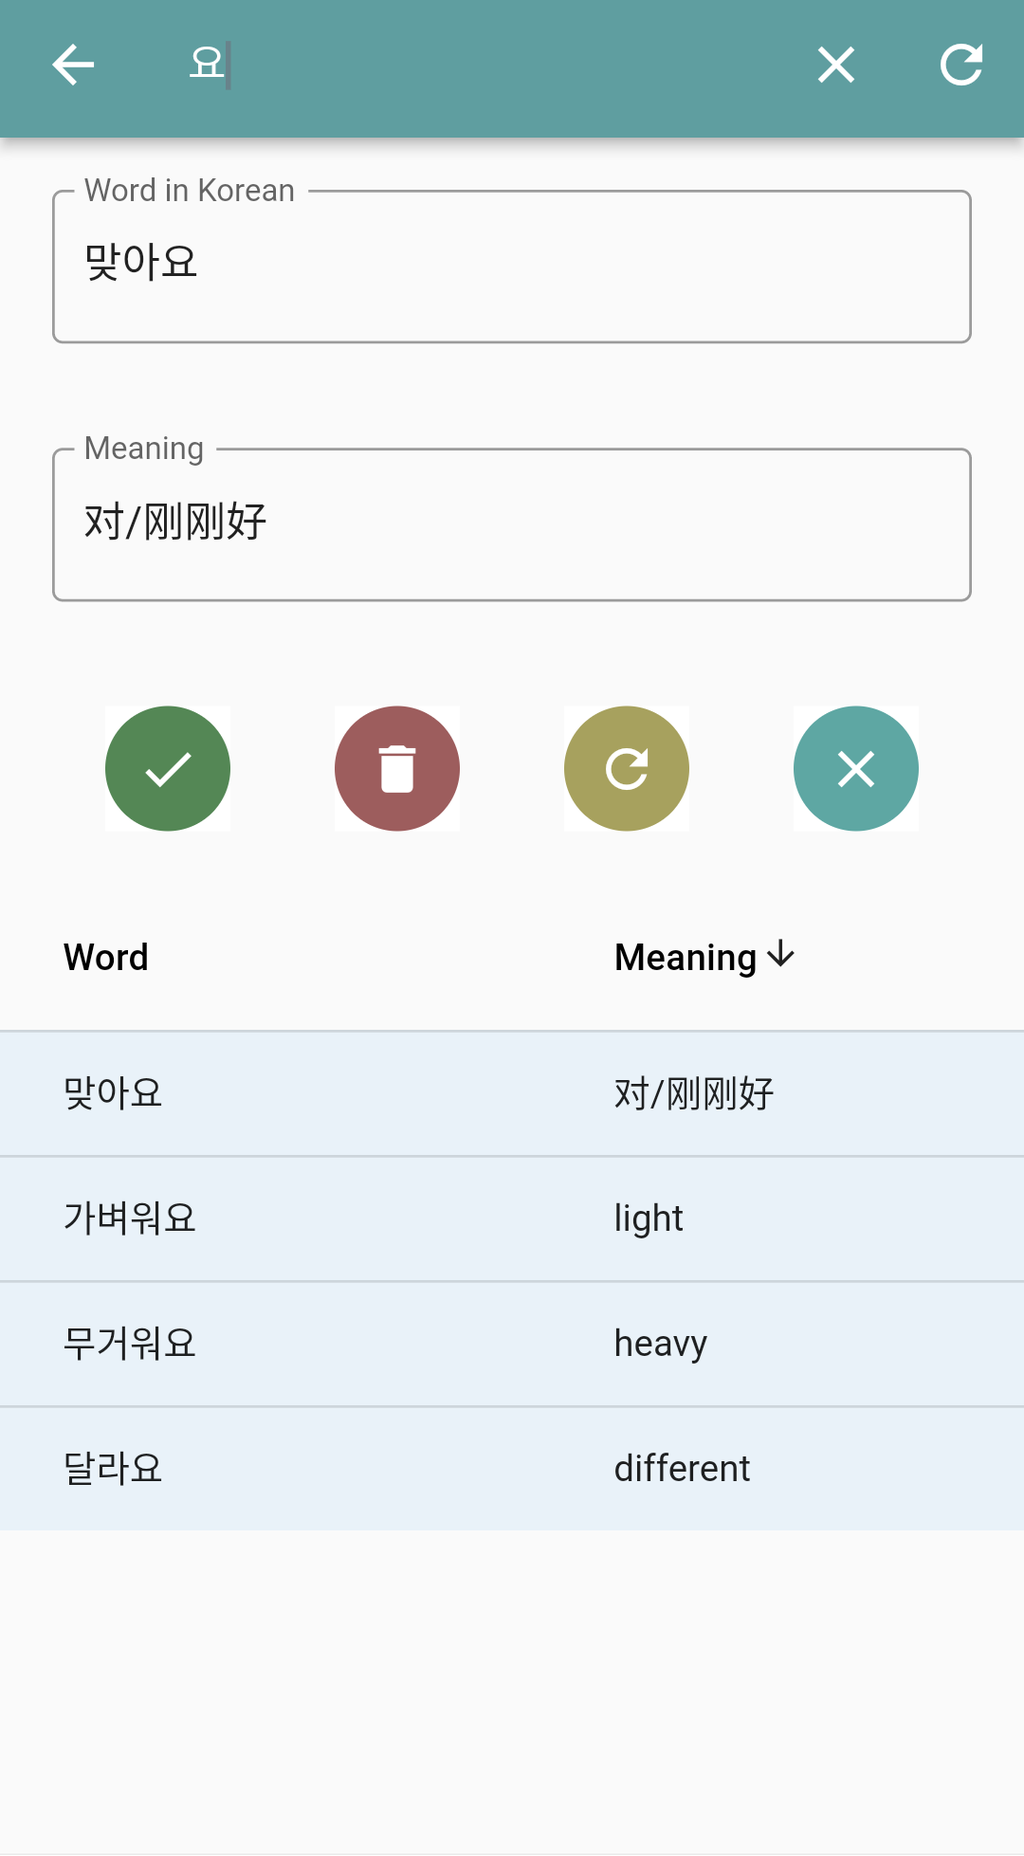 요
Word in Korean
맞아요
Meaning
对/刚刚好
Word Meaning
맞아요 对/刚刚好
가벼워요 light
무거워요 heavy
달라요 different